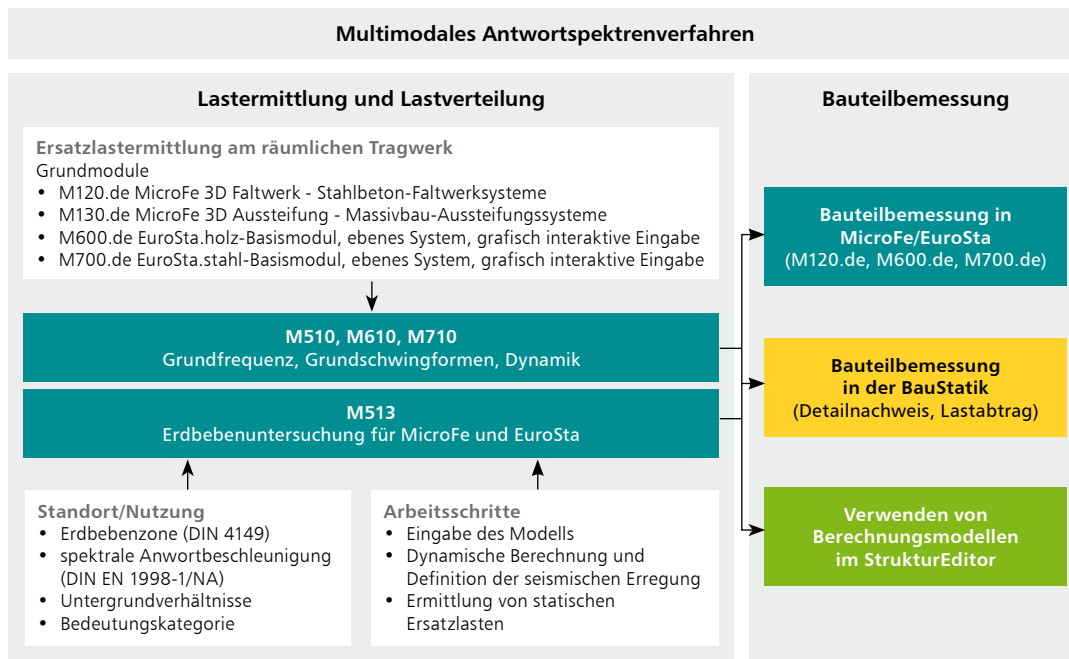 Multimodales Antwortspektrenverfahren
Lastermittlung und Lastverteilung
Ersatzlastermittlung am räumlichen Tragwerk
Grundmodule
• M120.de MicroFe 3D Faltwerk - Stahlbeton-Faltwerksysteme
• M130.de MicroFe 3D Aussteifung - Massivbau-Aussteifungssysteme
• M600.de EuroSta.holz-Basismodul, ebenes System, grafisch interaktive Eingabe
• M700.de EuroSta.stahl-Basismodul, ebenes System, grafisch interaktive Eingabe
M510, M610, M710
Grundfrequenz, Grundschwingformen, Dynamik
M513
Erdbebenuntersuchung für MicroFe und EuroSta
Standort/Nutzung
• Erdbebenzone (DIN 4149)
• spektrale Anwortbeschleunigung
(DIN EN 1998-1/NA)
• Untergrundverhältnisse
• Bedeutungskategorie
Arbeitsschritte
• Eingabe des Modells
• Dynamische Berechnung und
Definition der seismischen Erregung
• Ermittlung von statischen
Ersatzlasten
Bauteilbemessung
Bauteilbemessung in
MicroFe/EuroSta
(M120.de, M600.de, M700.de)
Bauteilbemessung
in der BauStatik
(Detailnachweis, Lastabtrag)
Verwenden von
Berechnungsmodellen
im StrukturEditor